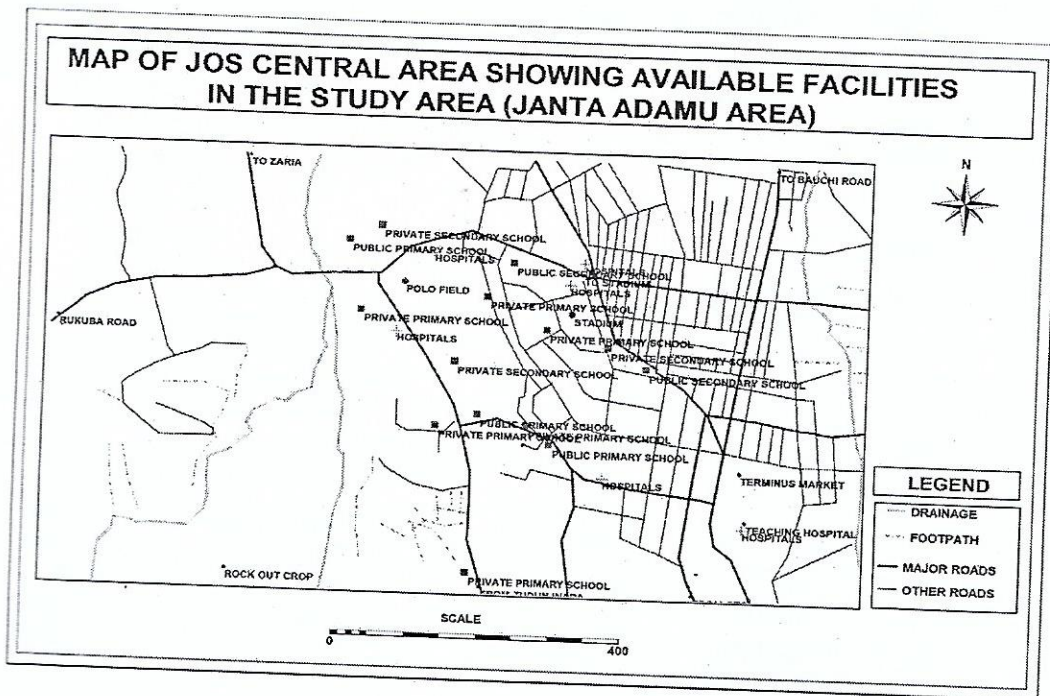 MAP OF JOS CENTRAL AREA SHOWING AVAILABLE FACILITIES
IN THE STUDY AREA (JANTA ADAMU AREA)
TO ZARIA
TO BAUCHI ROAD
N
PRIVATE SECONDARY SCHOOL
PUBLIC PRIMARY SCHOOL
HOSPITALS
PUBLIC SECONDARY SCHOOL
HOSPITALS
TO STADIUM
HOSPITALS
POLO FIELD
PRIVATE PRIMARY SCHOOL
STADIUM
RUKUBA ROAD
PRIVATE PRIMARY SCHOOL
HOSPITALS
PRIVATE PRIMARY SCHOOL
PRIVATE SECONDARY SCHOOL
PRIVATE SECONDARY SCHOOL
PUBLIC SECONDARY SCHOOL
PUBLIC PRIMARY SCHOOL
PRIVATE PRIMARY SCHOOL
PRIVATE PRIMARY SCHOOL
PUBLIC PRIMARY SCHOOL
HOSPITALS
TERMINUS MARKET
TEACHING HOSPITAL
HOSPITALS
ROCK OUT CROP
PRIVATE PRIMARY SCHOOL
LEGEND
DRAINAGE
FOOTPATH
MAJOR ROADS
OTHER ROADS
SCALE
0
400